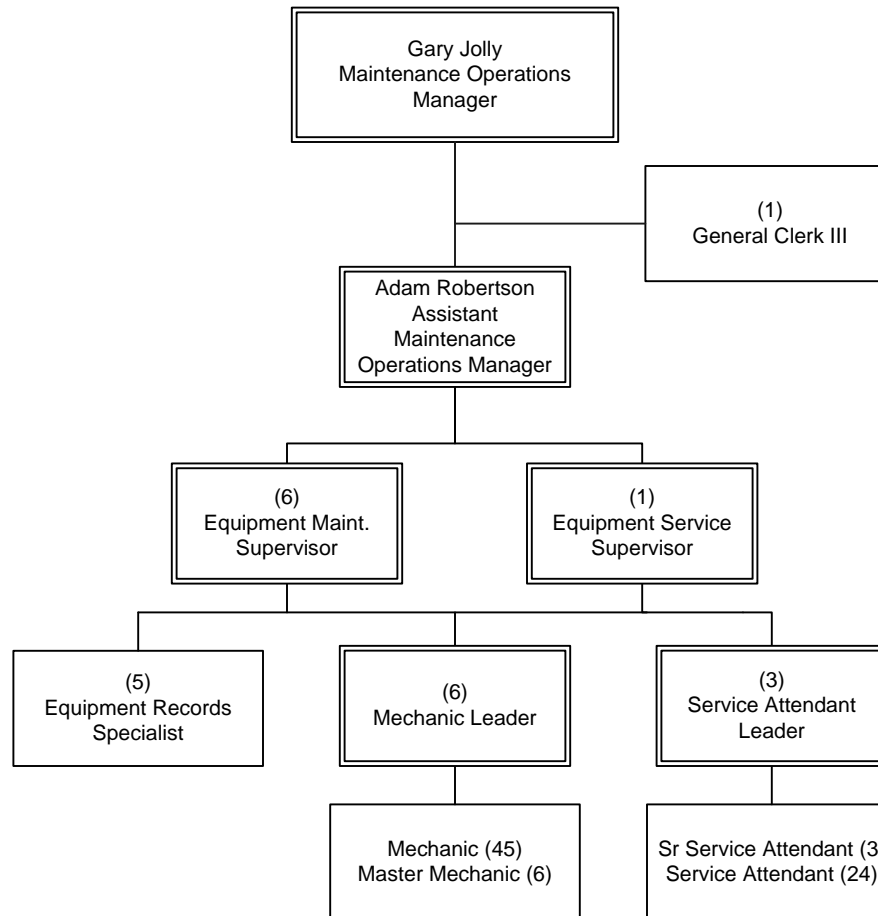 Gary Jolly
Maintenance Operations
Manager
(1)
General Clerk III
Adam Robertson
Assistant
Maintenance
Operations Manager
(6)
Equipment Maint.
Supervisor
(1)
Equipment Service
Supervisor
(5)
Equipment Records
Specialist
(6)
Mechanic Leader
(3)
Service Attendant
Leader
Mechanic (45)
Master Mechanic (6)
Sr Service Attendant (3
Service Attendant (24)